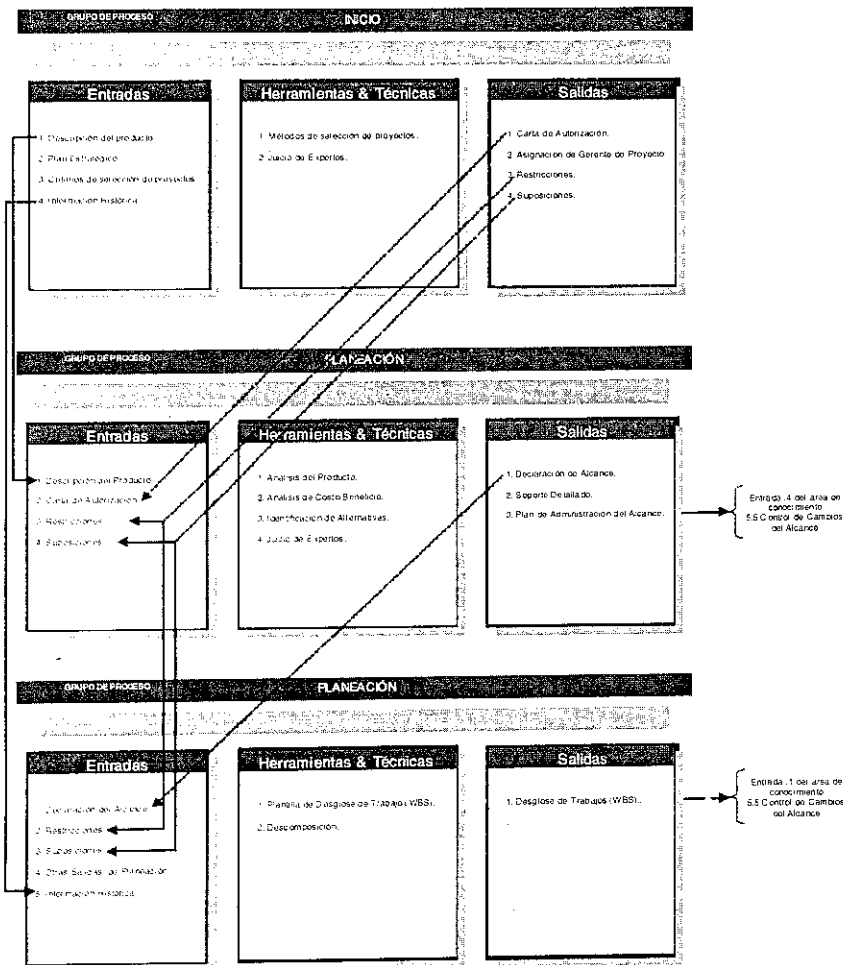 GRUPO DE PROCESO INICIO
Entradas
1. Descripción del producto
2. Plan Estratégico
3. Criterios de selección de proyectos
4. Información Histórica
Herramientas & Técnicas
1. Métodos de selección de proyectos.
2. Juicio de Expertos.
Salidas
1. Carta de Autorización.
2. Asignación de Gerente de Proyecto
3. Restricciones.
4. Suposiciones.
GRUPO DE PROCESO PLANEACIÓN
Entradas
1. Descripción del Producto
2. Carta de Autorización
3. Restricciones
4. Suposiciones
Herramientas & Técnicas
1. Análisis del Producto.
2. Análisis de Costo Beneficio.
3. Identificación de Alternativas.
4. Juicio de Expertos.
Salidas
1. Declaración de Alcance.
2. Soporte Detallado.
3. Plan de Administración del Alcance.
Entrada .4 del area de
conocimiento
5.5 Control de Cambios
del Alcance
GRUPO DE PROCESO PLANEACIÓN
Entradas
Declaración del Alcance
2. Restricciones
3. Suposiciones
4. Otras Salidas de Planeación
5. Información Histórica
Herramientas & Técnicas
1. Plantilla de Desglose de Trabajo (WBS).
2. Descomposición.
Salidas
1. Desglose de Trabajos (WBS).
Entrada .1 del area de
conocimiento
5.5 Control de Cambios
del Alcance